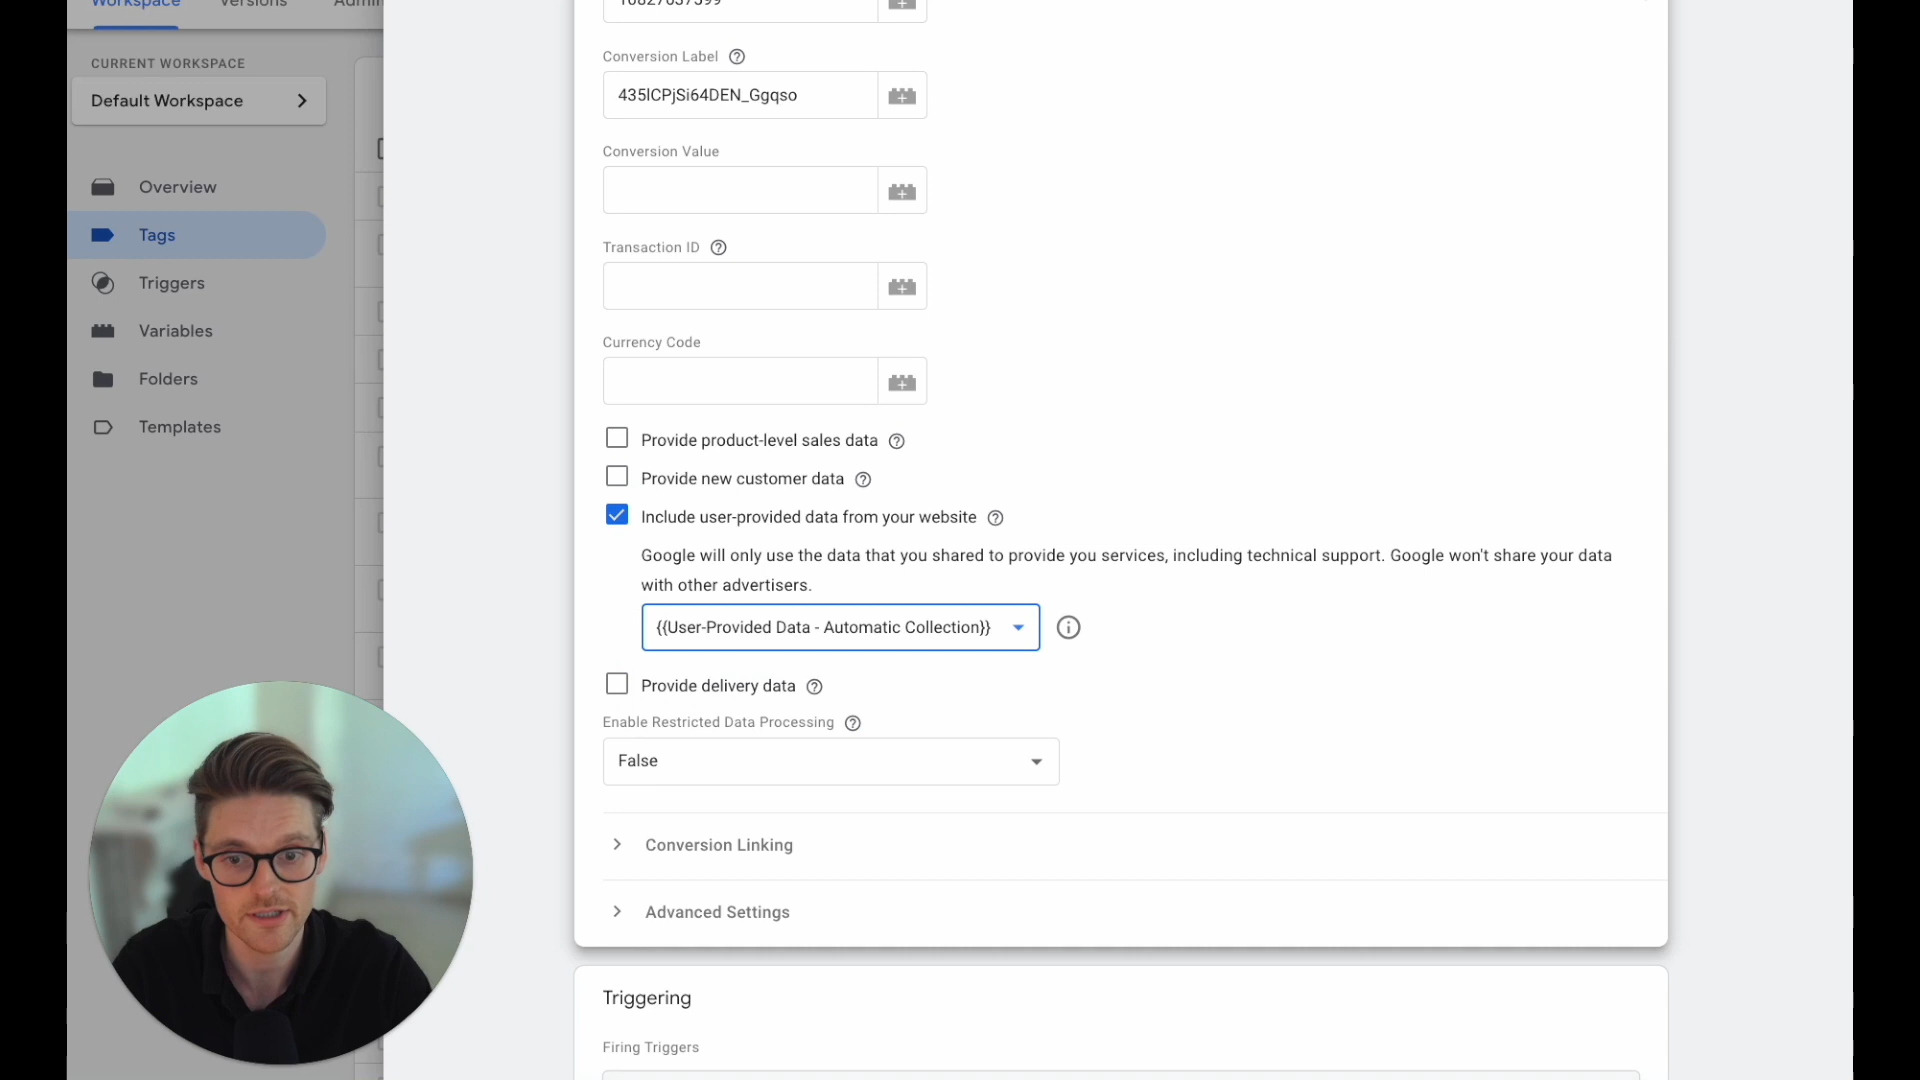 Workspace
Versions
Admin
CURRENT WORKSPACE
Default Workspace
Overview
Tags
Triggers
Variables
Folders
Templates
Conversion Label
435lCPjSi64DEN_Ggqso
Conversion Value
Transaction ID
Currency Code
Provide product-level sales data
Provide new customer data
Include user-provided data from your website
Google will only use the data that you shared to provide you services, including technical support. Google won't share your data
with other advertisers.
{{User-Provided Data - Automatic Collection}}
Provide delivery data
Enable Restricted Data Processing
False
Conversion Linking
Advanced Settings
Triggering
Firing Triggers